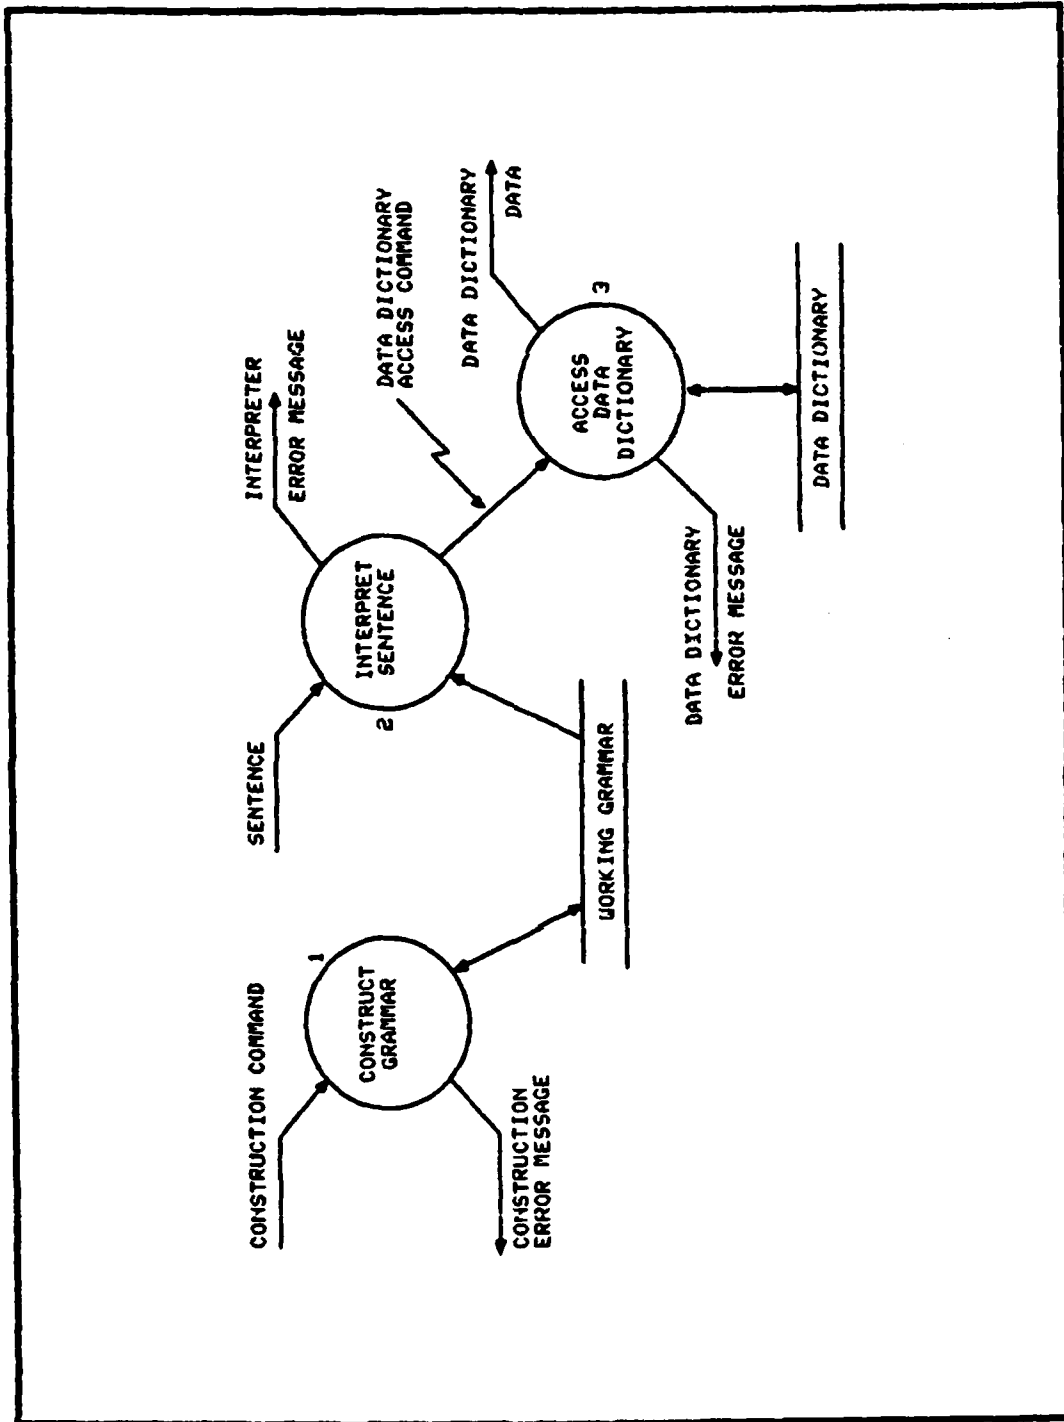 CONSTRUCTION COMMAND
1
CONSTRUCT
GRAMMAR
CONSTRUCTION
ERROR MESSAGE
WORKING GRAMMAR
SENTENCE
2
INTERPRET
SENTENCE
INTERPRETER
ERROR MESSAGE
DATA DICTIONARY
ACCESS COMMAND
DATA DICTIONARY
DATA
3
ACCESS
DATA
DICTIONARY
DATA DICTIONARY
ERROR MESSAGE
DATA DICTIONARY